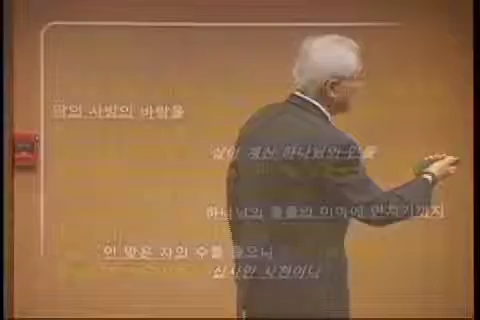 땅의 사방의 바람을
살아 계신 하나님의 인을
하나님의 종들의 이마에 인치기까지
인 맞은 자의 수를 들으니
십사만 사천이니